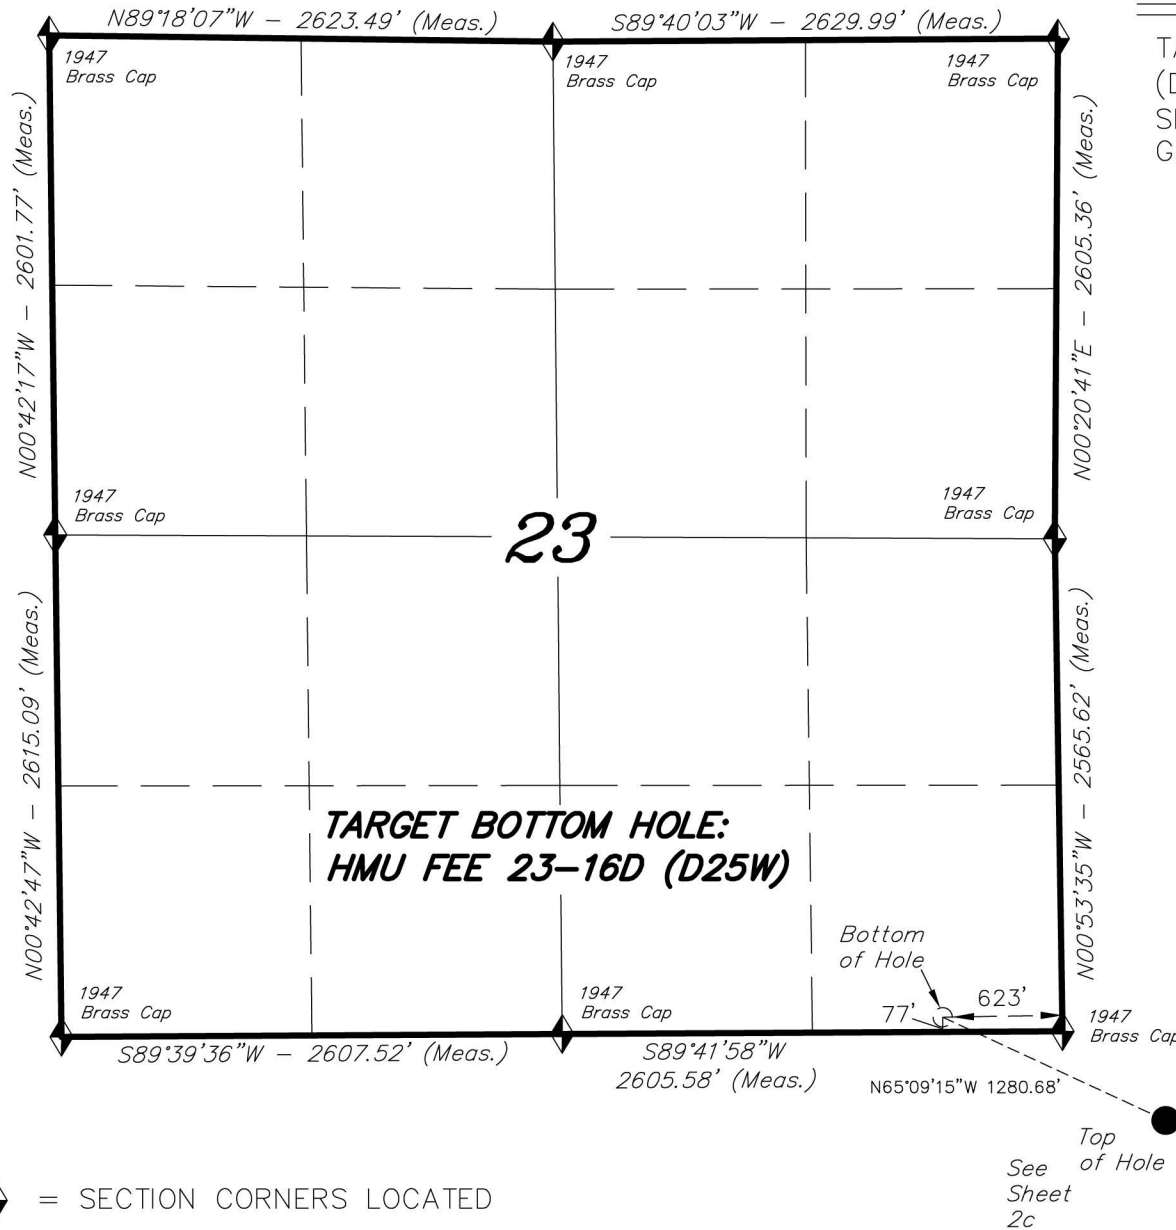 N89°18'07"W – 2623.49' (Meas.)
S89°40'03"W – 2629.99' (Meas.)
1947
Brass Cap
1947
Brass Cap
1947
Brass Cap
N00°42'17"W – 2601.77' (Meas.)
N00°20'41"E – 2605.36' (Meas.)
1947
Brass Cap
1947
Brass Cap
23
N00°42'47"W – 2615.09' (Meas.)
N00°53'35"W – 2565.62' (Meas.)
TARGET BOTTOM HOLE:
HMU FEE 23–16D (D25W)
Bottom
of Hole
77'
623'
1947
Brass Cap
1947
Brass Cap
1947
Brass Cap
S89°39'36"W – 2607.52' (Meas.)
S89°41'58"W
2605.58' (Meas.)
N65°09'15"W 1280.68'
Top
of Hole
See
Sheet
2c
= SECTION CORNERS LOCATED